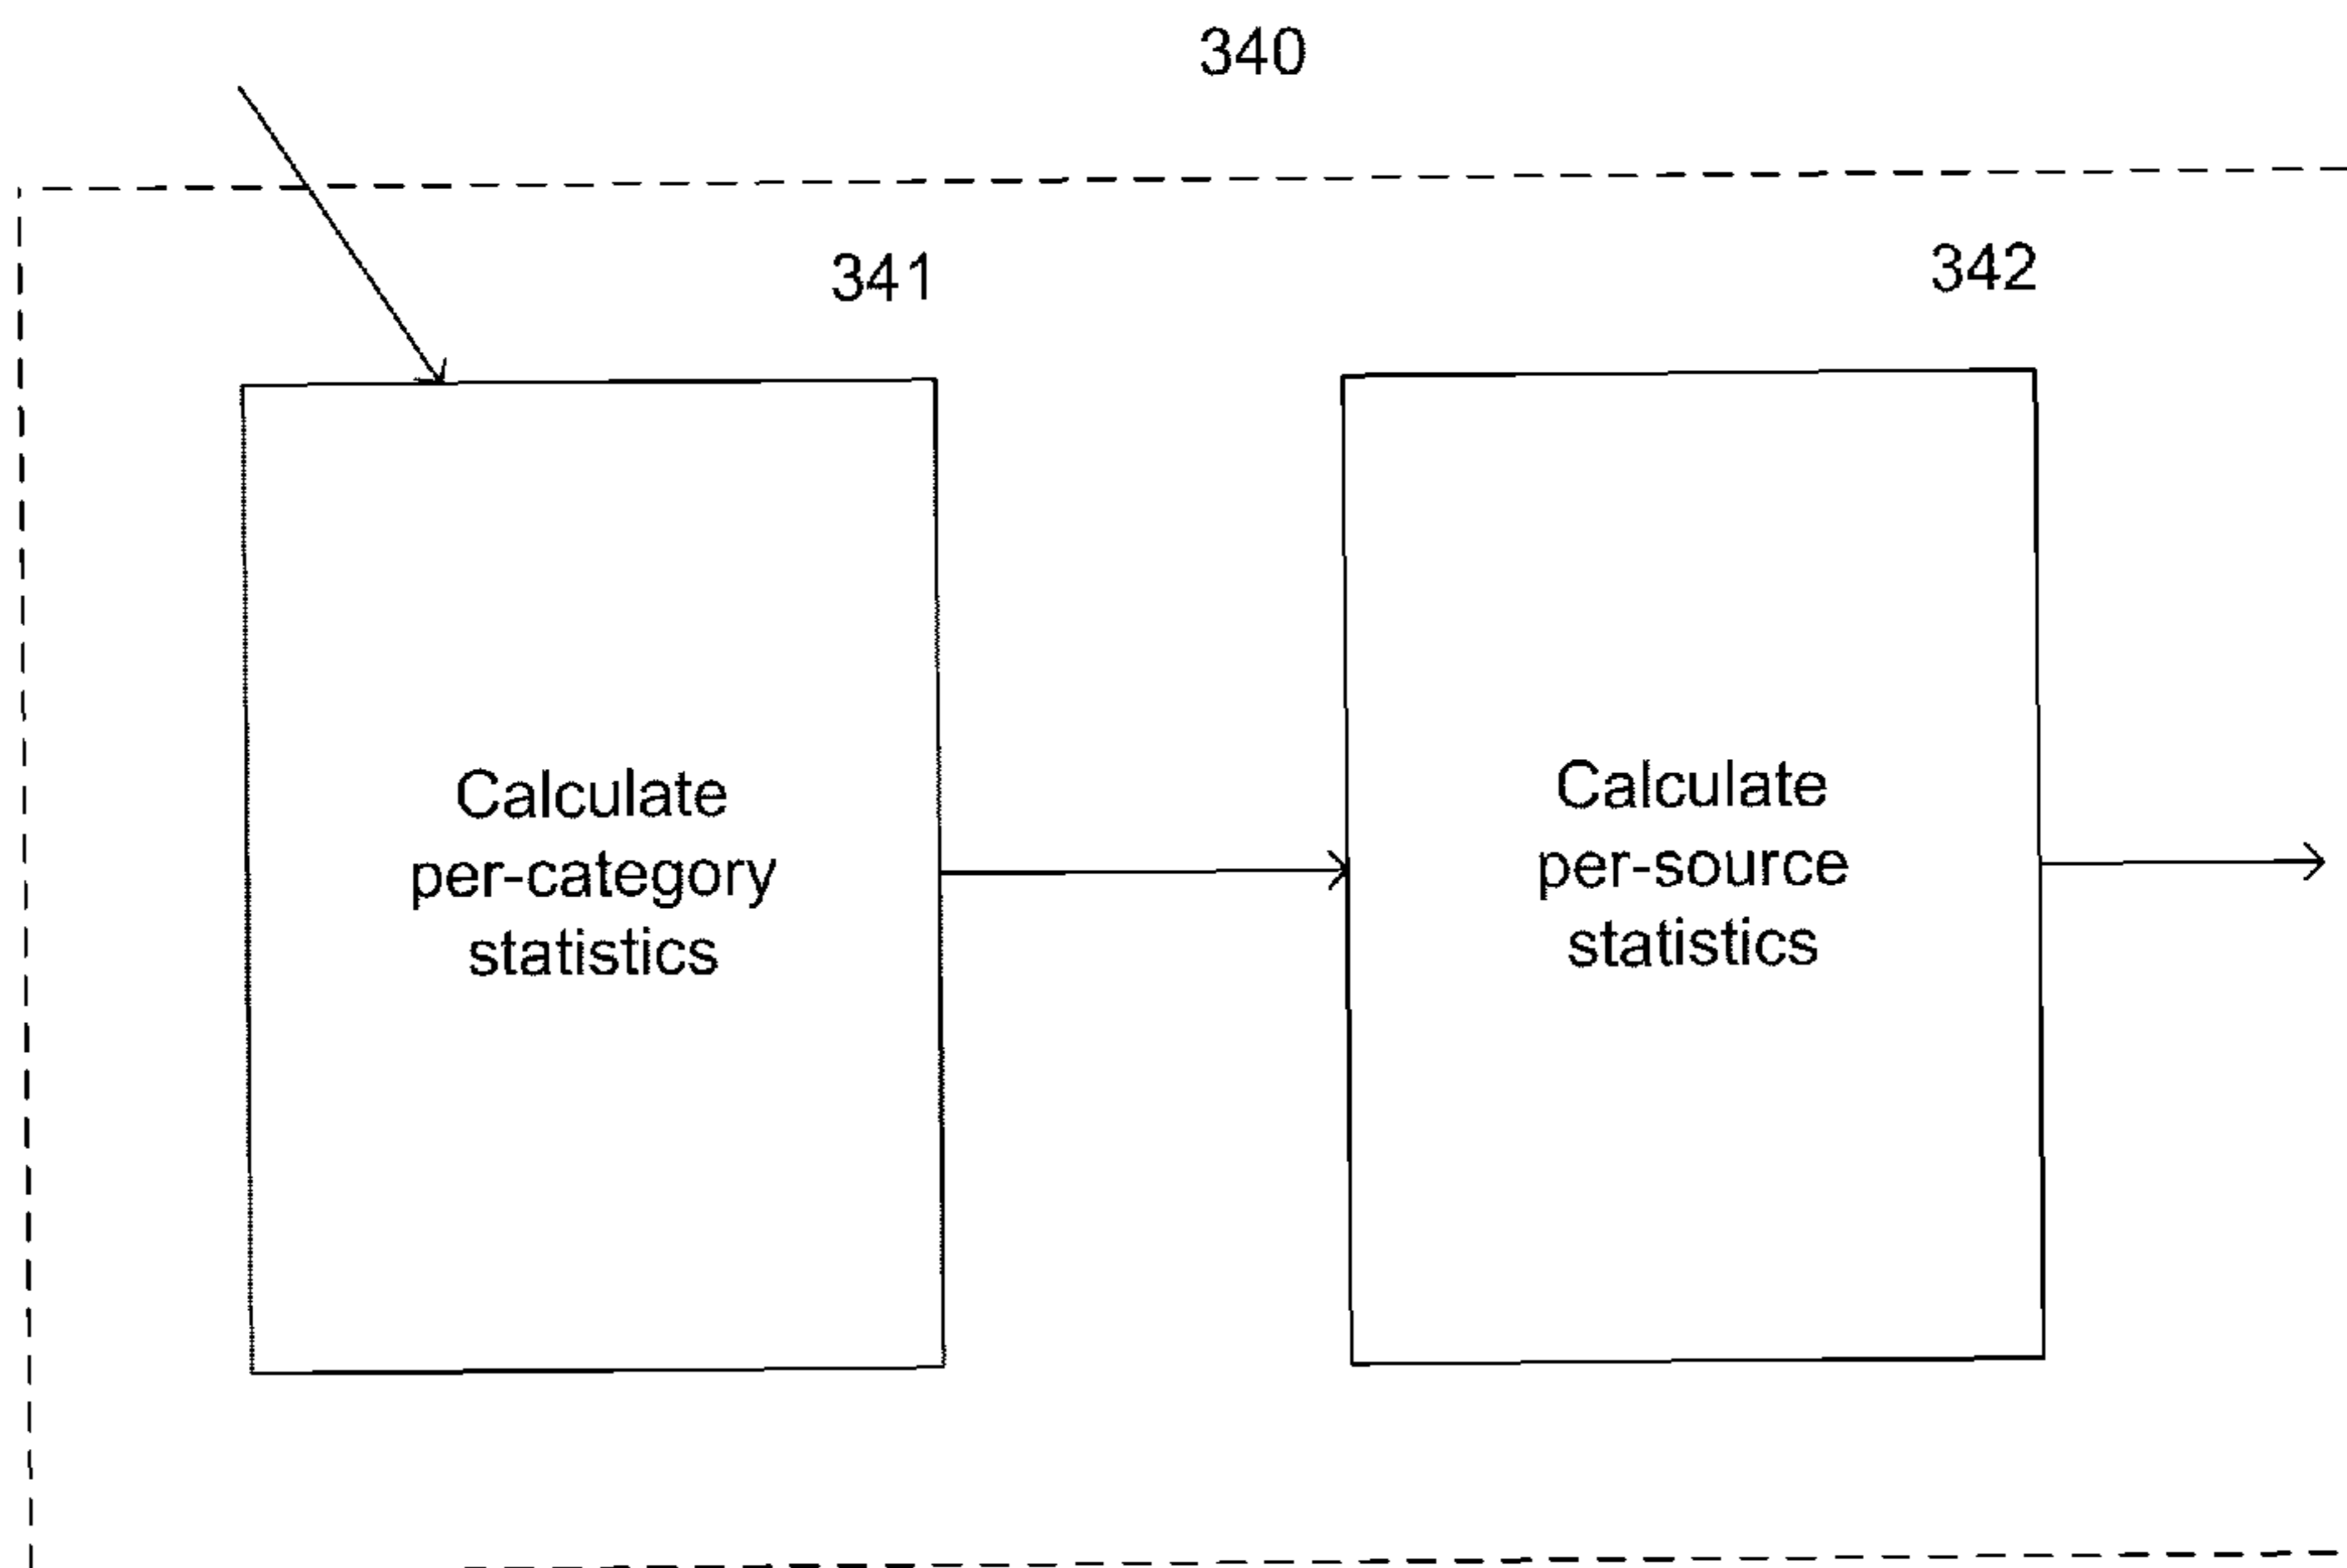 340
341
342
Calculate
per-category
statistics
Calculate
per-source
statistics